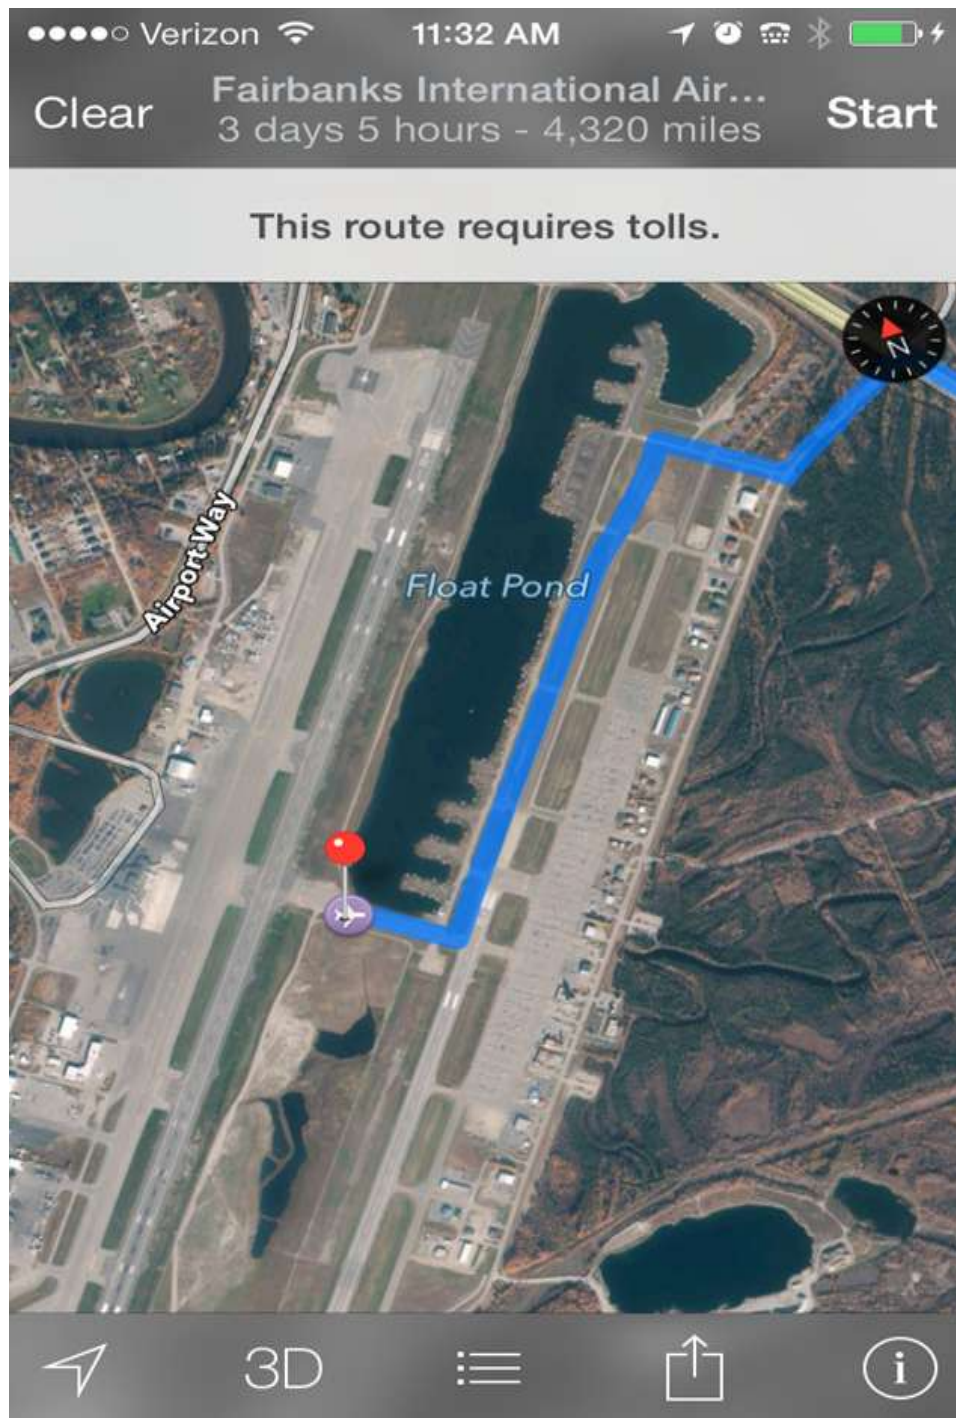 Verizon 11:32 AM
Clear
Fairbanks International Air...
3 days 5 hours - 4,320 miles
Start
This route requires tolls.
N
Airport Way
Float Pond
3D
i